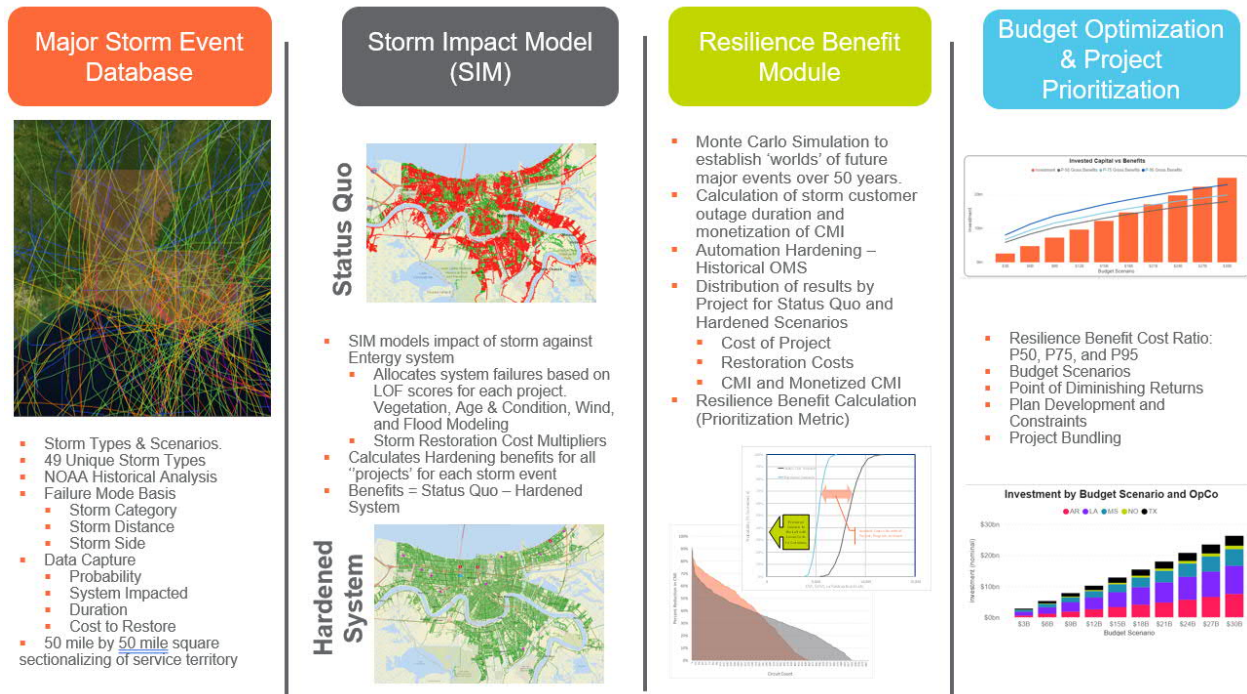 Major Storm Event
Database
Storm Types & Scenarios.
49 Unique Storm Types
NOAA Historical Analysis
Failure Mode Basis
Storm Category
Storm Distance
Storm Side
Data Capture
Probability
System Impacted
Duration
Cost to Restore
50 mile by 50 mile square
sectionalizing of service territory
Storm Impact Model
(SIM)
Status Quo
SIM models impact of storm against
Entergy system
Allocates system failures based on
LOF scores for each project.
Vegetation, Age & Condition, Wind,
and Flood Modeling
Storm Restoration Cost Multipliers
Calculates Hardening benefits for all
"projects' for each storm event
Benefits = Status Quo – Hardened
System
Hardened
System
Resilience Benefit
Module
Monte Carlo Simulation to
establish 'worlds' of future
major events over 50 years.
Calculation of storm customer
outage duration and
monetization of CMI
Automation Hardening –
Historical OMS
Distribution of results by
Project for Status Quo and
Hardened Scenarios
Cost of Project
Restoration Costs
CMI and Monetized CMI
Resilience Benefit Calculation
(Prioritization Metric)
Circuit Count
Budget Optimization
& Project
Prioritization
Invested Capital vs Benefits
Investment
Budget Scenario
Resilience Benefit Cost Ratio:
P50, P75, and P95
Budget Scenarios
Point of Diminishing Returns
Plan Development and
Constraints
Project Bundling
Investment by Budget Scenario and OpCo
AR LA MS NO TX
Investment (nominal)
$30bn
$20bn
$10bn
$0bn
$3B $6B $9B $12B $15B $18B $21B $24B $27B $30B
Budget Scenario